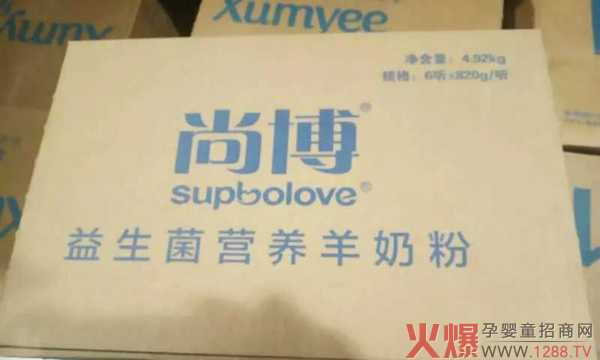 Xumyee
净含量：4.92kg
规格：6听×820g/听
尚博®
supbolove®
益生菌营养羊奶粉
火爆 孕婴童招商网
www.1288.TV